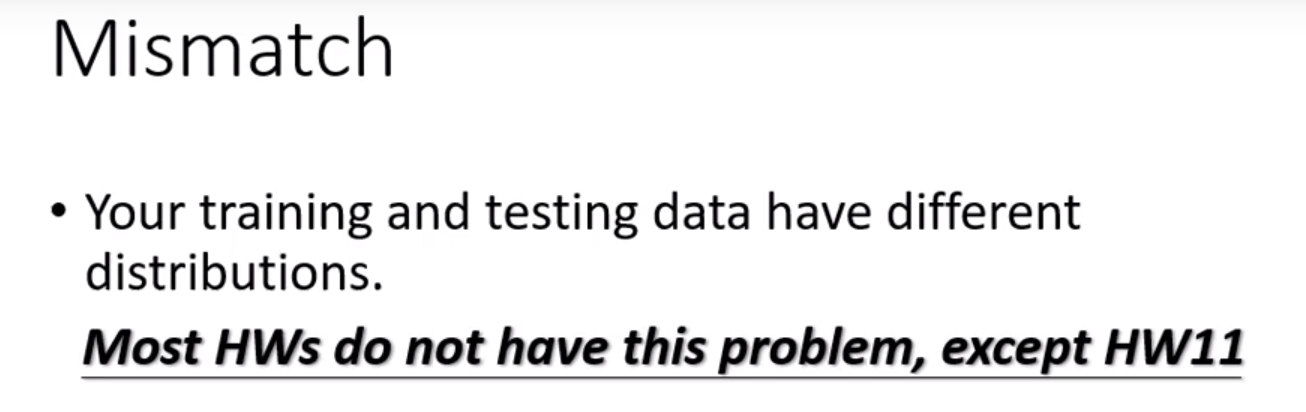 Mismatch
• Your training and testing data have different
distributions.
Most HWs do not have this problem, except HW11